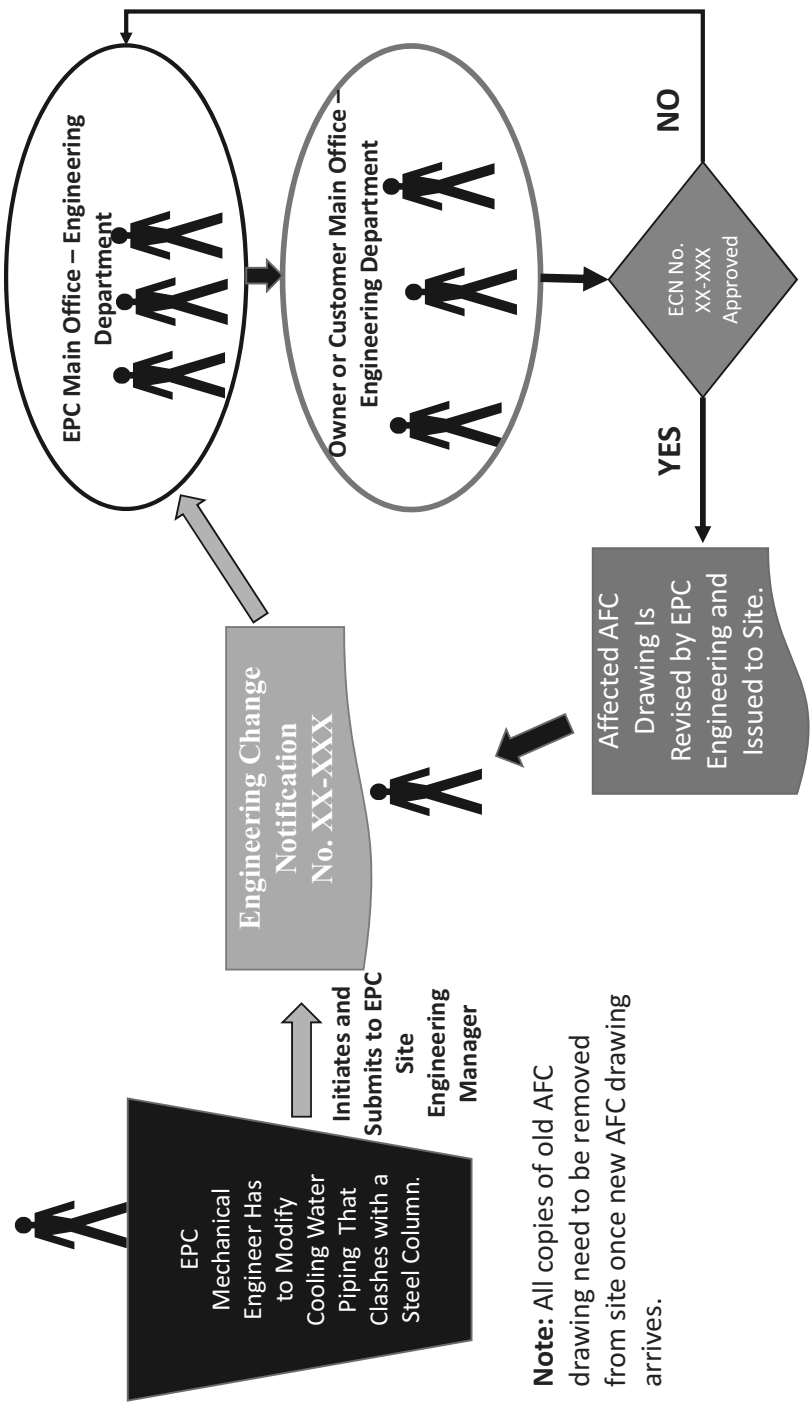 EPC
Mechanical
Engineer Has
to Modify
Cooling Water
Piping That
Clashes with a
Steel Column.
Initiates and
Submits to EPC
Site
Engineering
Manager
Engineering Change
Notification
No. XX-XXX
EPC Main Office – Engineering
Department
Owner or Customer Main Office –
Engineering Department
ECN No.
XX-XXX
Approved
NO
YES
Affected AFC
Drawing Is
Revised by EPC
Engineering and
Issued to Site.
Note: All copies of old AFC
drawing need to be removed
from site once new AFC drawing
arrives.